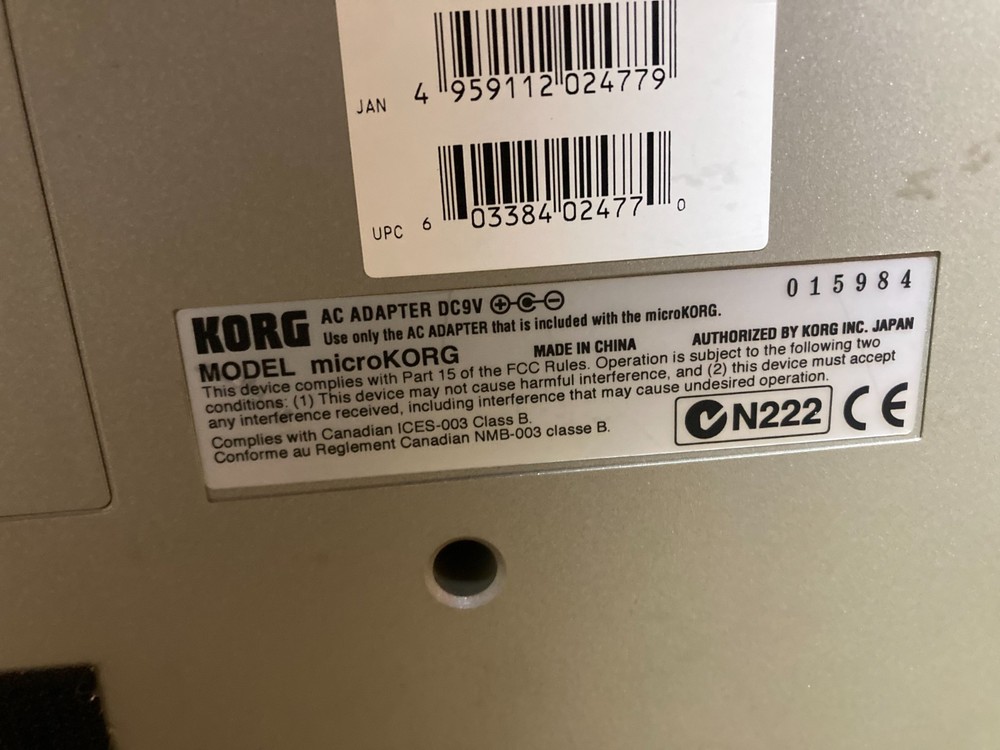 JAN 4 959112 024779
UPC 6 03384 02477 0
015984
KORG AC ADAPTER DC9V
Use only the AC ADAPTER that is included with the microKORG.
MODEL microKORG MADE IN CHINA AUTHORIZED BY KORG INC. JAPAN
This device complies with Part 15 of the FCC Rules. Operation is subject to the following two
conditions: (1) This device may not cause harmful interference, and (2) this device must accept
any interference received, including interference that may cause undesired operation.
Complies with Canadian ICES-003 Class B.
Conforme au Reglement Canadien NMB-003 classe B.
N222 CE